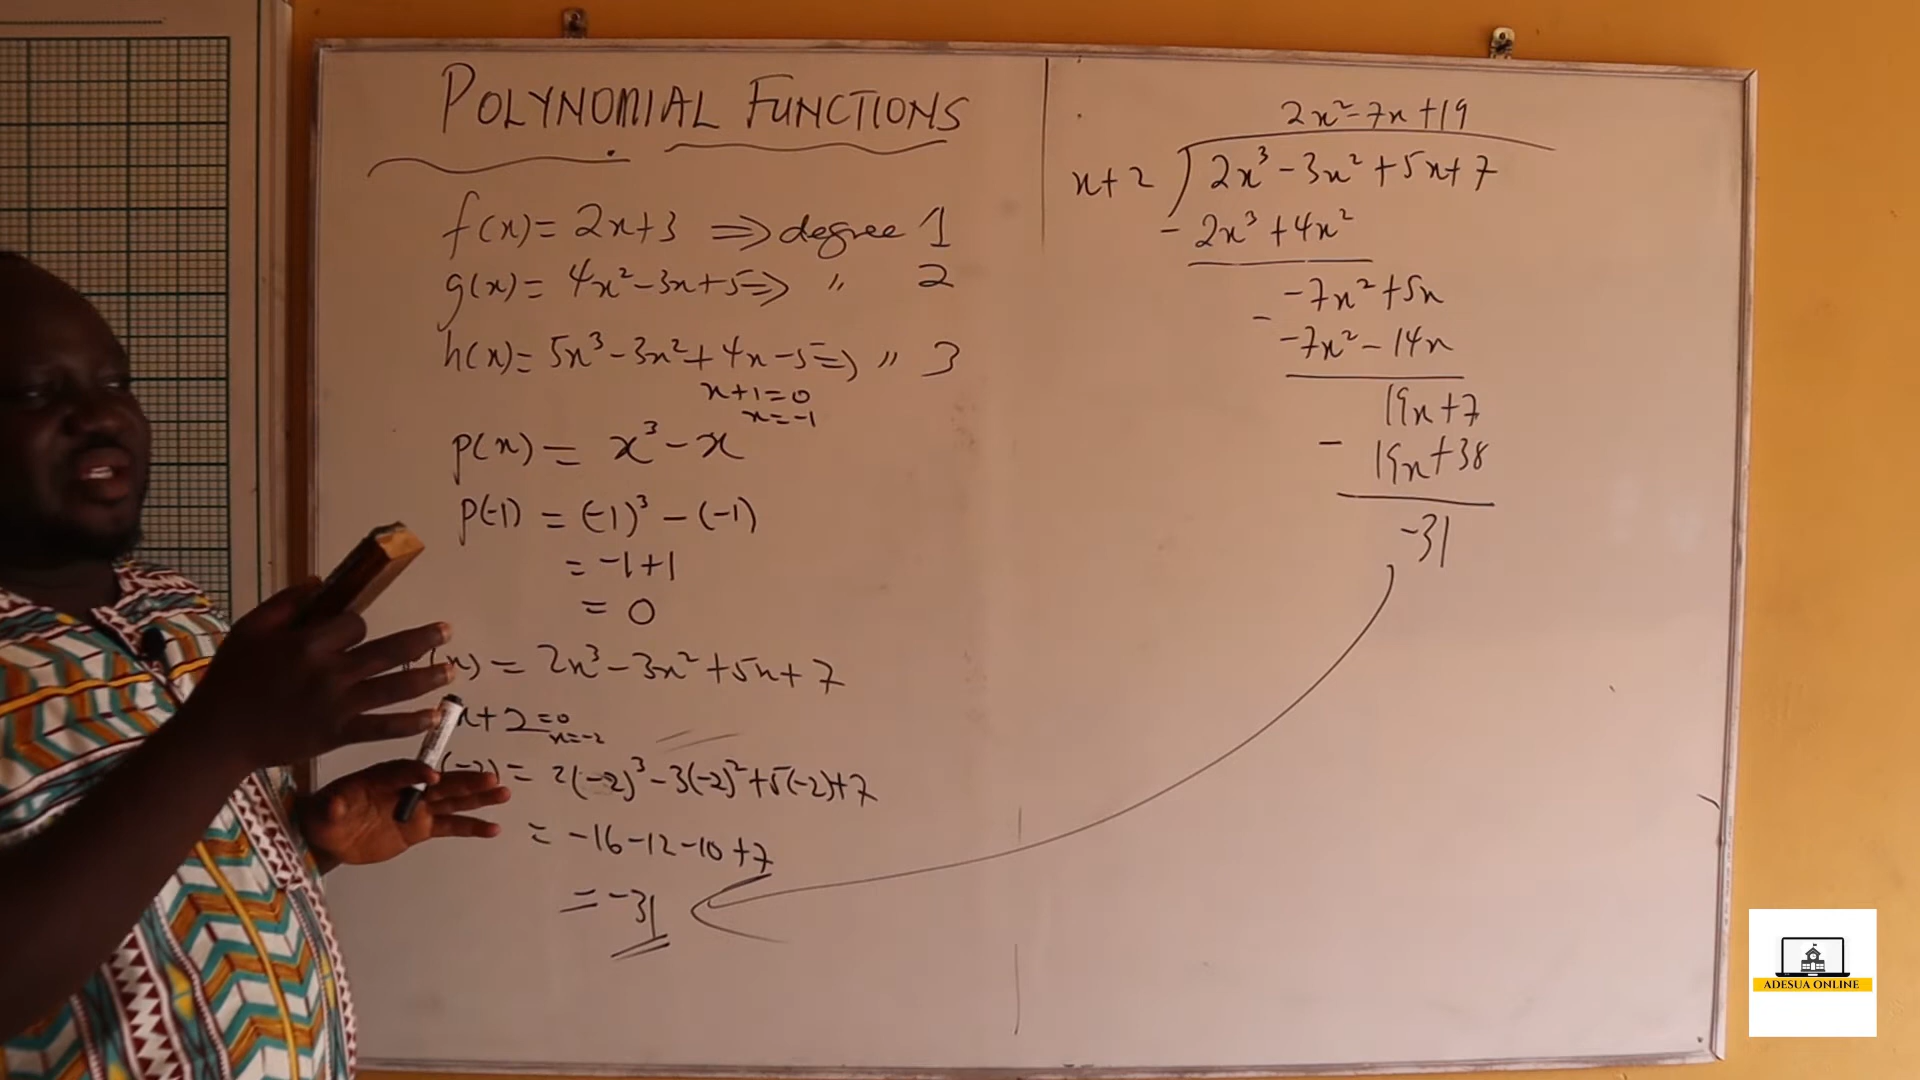 POLYNOMIAL FUNCTIONS
f(x) = 2x+3 ⇒ degree 1
g(x) = 4x² - 3x + 5 ⇒ " 2
h(x) = 5x³ - 3x² + 4x - 5 ⇒ " 3
x+1=0
x=-1
p(x) = x³ - x
p(-1) = (-1)³ - (-1)
= -1+1
= 0
(x) = 2x³ - 3x² + 5x + 7
x+2=0
x=-2
(-2) = 2(-2)³ - 3(-2)² + 5(-2) + 7
= -16 - 12 - 10 + 7
= -31
2x² - 7x + 19
x+2 ) 2x³ - 3x² + 5x + 7
- 2x³ + 4x²
-7x² + 5x
-
-7x² - 14x
19x + 7
- 19x + 38
-31
ADESUA ONLINE